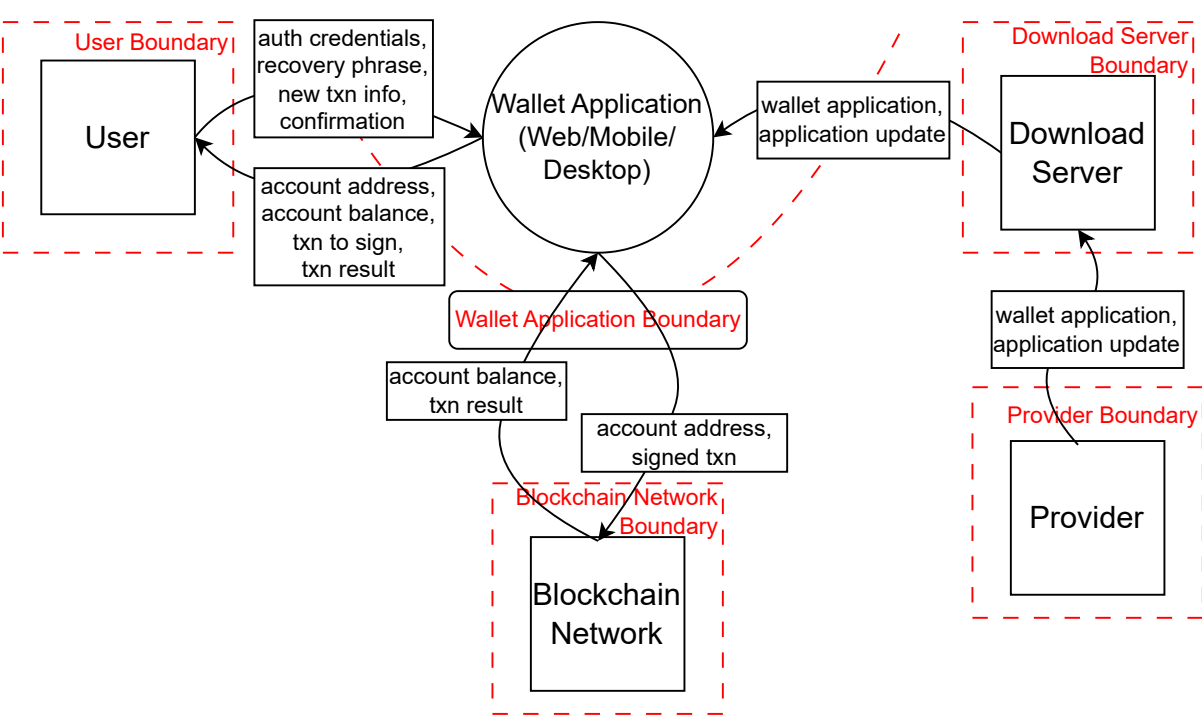 User Boundary
User
auth credentials,
recovery phrase,
new txn info,
confirmation
account address,
account balance,
txn to sign,
txn result
Wallet Application
(Web/Mobile/
Desktop)
Wallet Application Boundary
wallet application,
application update
Download Server
Boundary
Download
Server
wallet application,
application update
Provider Boundary
Provider
account balance,
txn result
account address,
signed txn
Blockchain Network
Boundary
Blockchain
Network